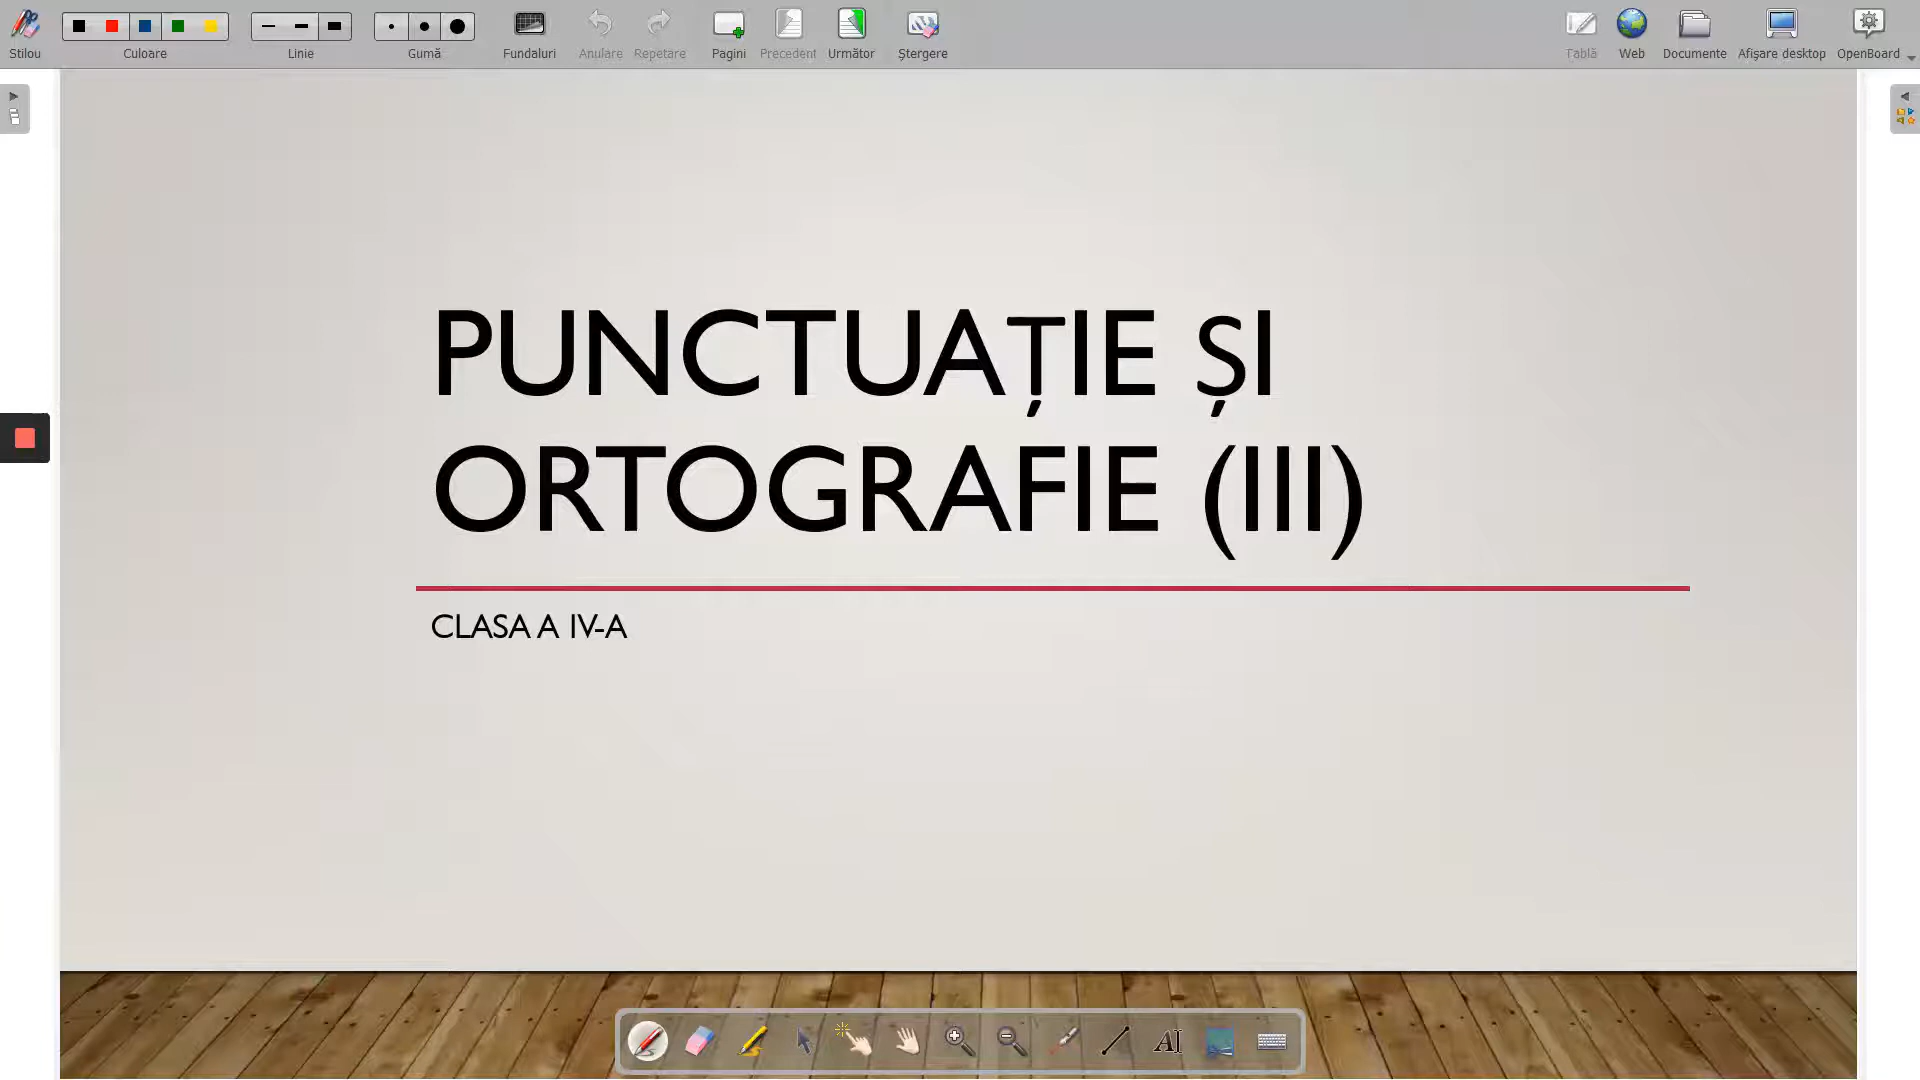 Stilou
Culoare
Linie
Gumă
Fundaluri
Anulare
Repetare
Pagini
Precedent
Următor
Ștergere
Tablă
Web
Documente
Afișare desktop
OpenBoard
PUNCTUAȚIE ȘI
ORTOGRAFIE (III)
CLASA A IV-A